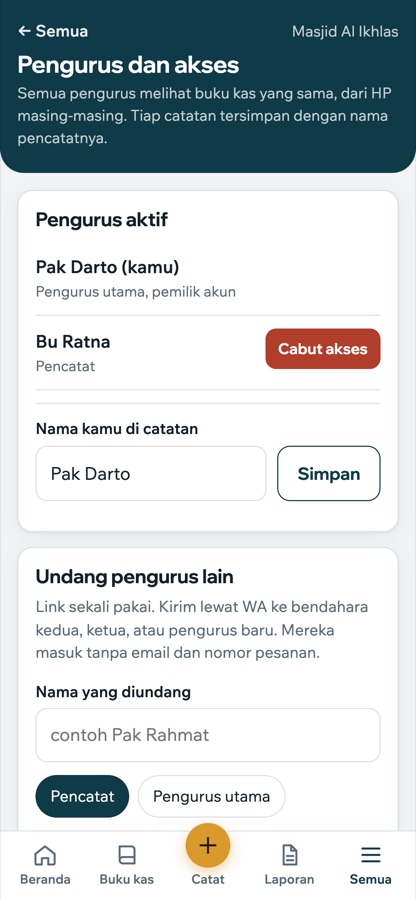 ← Semua
Masjid Al Ikhlas
Pengurus dan akses
Semua pengurus melihat buku kas yang sama, dari HP
masing-masing. Tiap catatan tersimpan dengan nama
pencatatnya.
Pengurus aktif
Pak Darto (kamu)
Pengurus utama, pemilik akun
Bu Ratna
Pencatat
Cabut akses
Nama kamu di catatan
Pak Darto
Simpan
Undang pengurus lain
Link sekali pakai. Kirim lewat WA ke bendahara
kedua, ketua, atau pengurus baru. Mereka
masuk tanpa email dan nomor pesanan.
Nama yang diundang
contoh Pak Rahmat
Pencatat
Pengurus utama
Beranda
Buku kas
Catat
Laporan
Semua